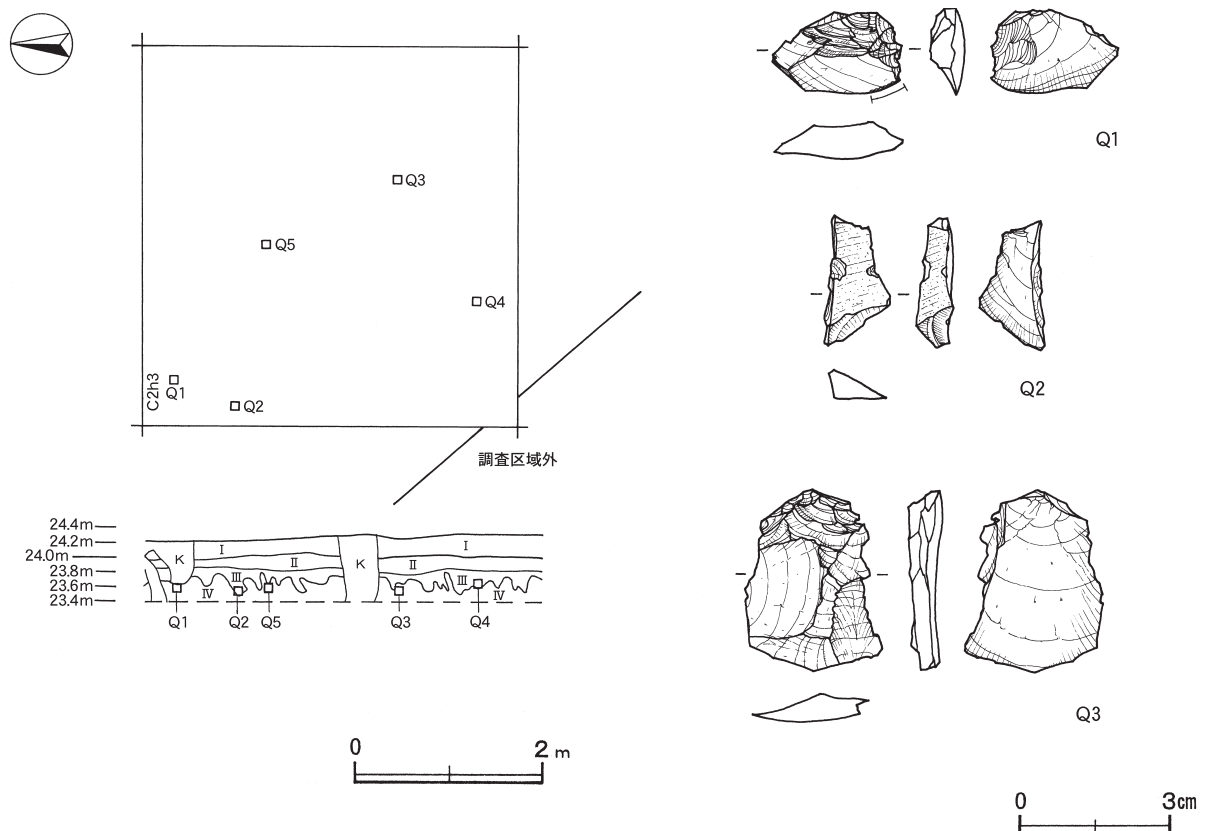 Q3
Q5
Q4
C2h3
Q1
Q2
調査区域外
24.4m
24.2m
24.0m
23.8m
23.6m
23.4m
K
I
II
III
IV
K
I
II
III
IV
Q1
Q2
Q5
Q3
Q4
0
2 m
Q1
Q2
Q3
0
3㎝